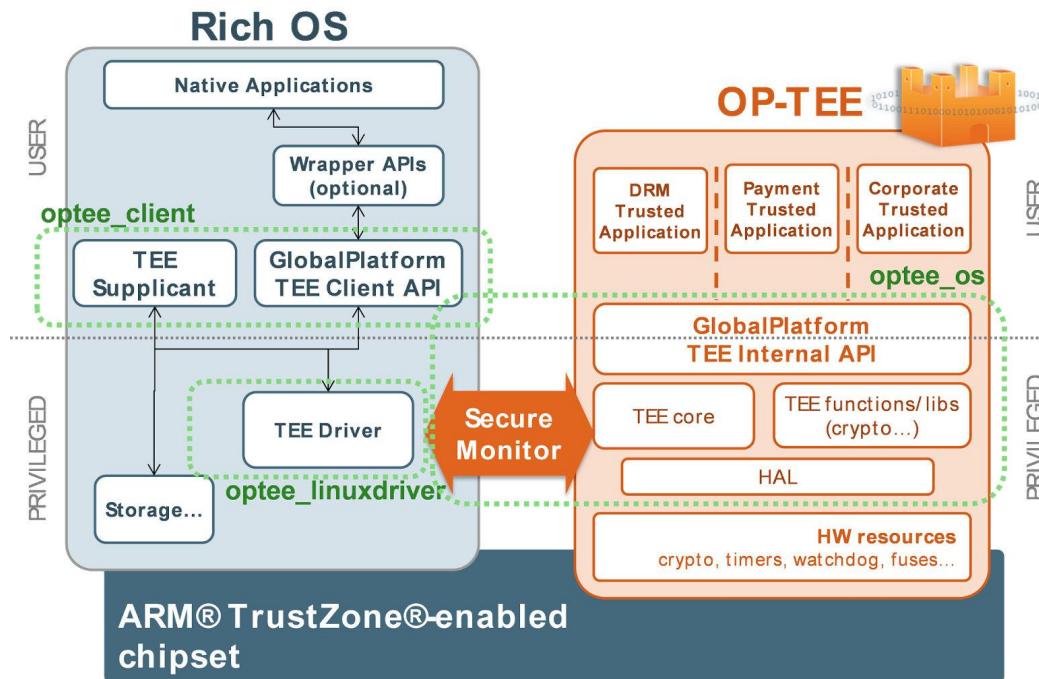 Rich OS
Native Applications
Wrapper APIs
(optional)
optee_client
TEE
Supplicant
GlobalPlatform
TEE Client API
TEE Driver
optee_linuxdriver
Storage...
USER
PRIVILEGED
Secure
Monitor
OP-TEE
DRM
Trusted
Application
Payment
Trusted
Application
Corporate
Trusted
Application
optee_os
GlobalPlatform
TEE Internal API
TEE core
TEE functions/libs
(crypto...)
HAL
HW resources
crypto, timers, watchdog, fuses...
USER
PRIVILEGED
ARM® TrustZone®-enabled
chipset